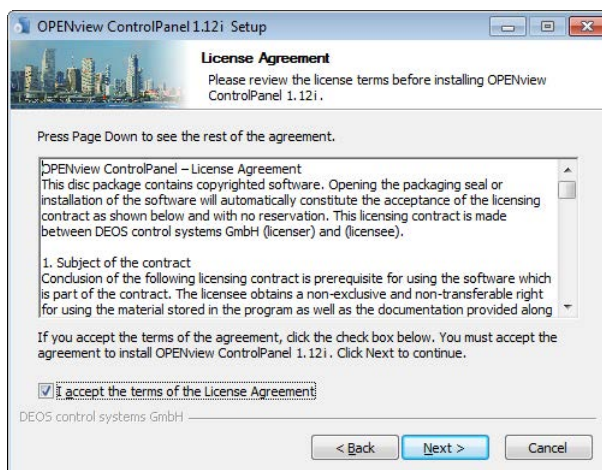 OPENview ControlPanel 1.12i Setup
License Agreement
Please review the license terms before installing OPENview
ControlPanel 1.12i.
Press Page Down to see the rest of the agreement.
OPENview ControlPanel – License Agreement
This disc package contains copyrighted software. Opening the packaging seal or
installation of the software will automatically constitute the acceptance of the licensing
contract as shown below and with no reservation. This licensing contract is made
between DEOS control systems GmbH (licenser) and (licensee).
1. Subject of the contract
Conclusion of the following licensing contract is prerequisite for using the software which
is part of the contract. The licensee obtains a non-exclusive and non-transferable right
for using the material stored in the program as well as the documentation provided along
If you accept the terms of the agreement, click the check box below. You must accept the
agreement to install OPENview ControlPanel 1.12i. Click Next to continue.
I accept the terms of the License Agreement
DEOS control systems GmbH
< Back
Next >
Cancel